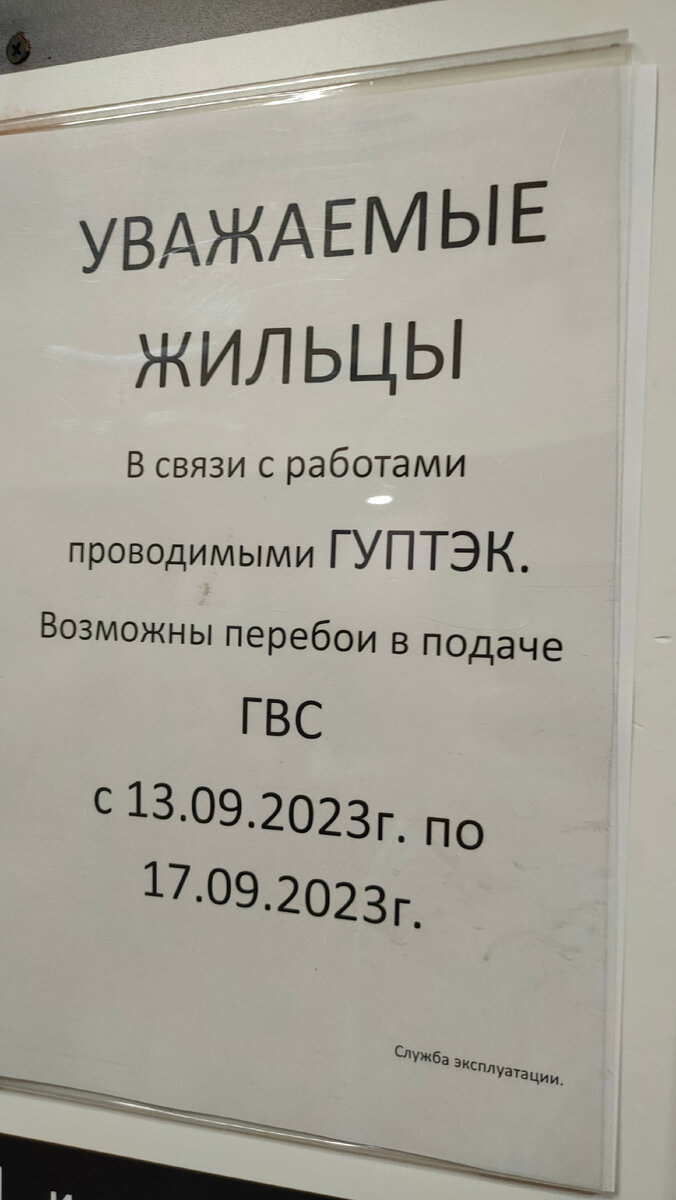 УВАЖАЕМЫЕ
ЖИЛЬЦЫ
В связи с работами
проводимыми ГУПТЭК.
Возможны перебои в подаче
ГВС
с 13.09.2023г. по
17.09.2023г.
Служба эксплуатации.